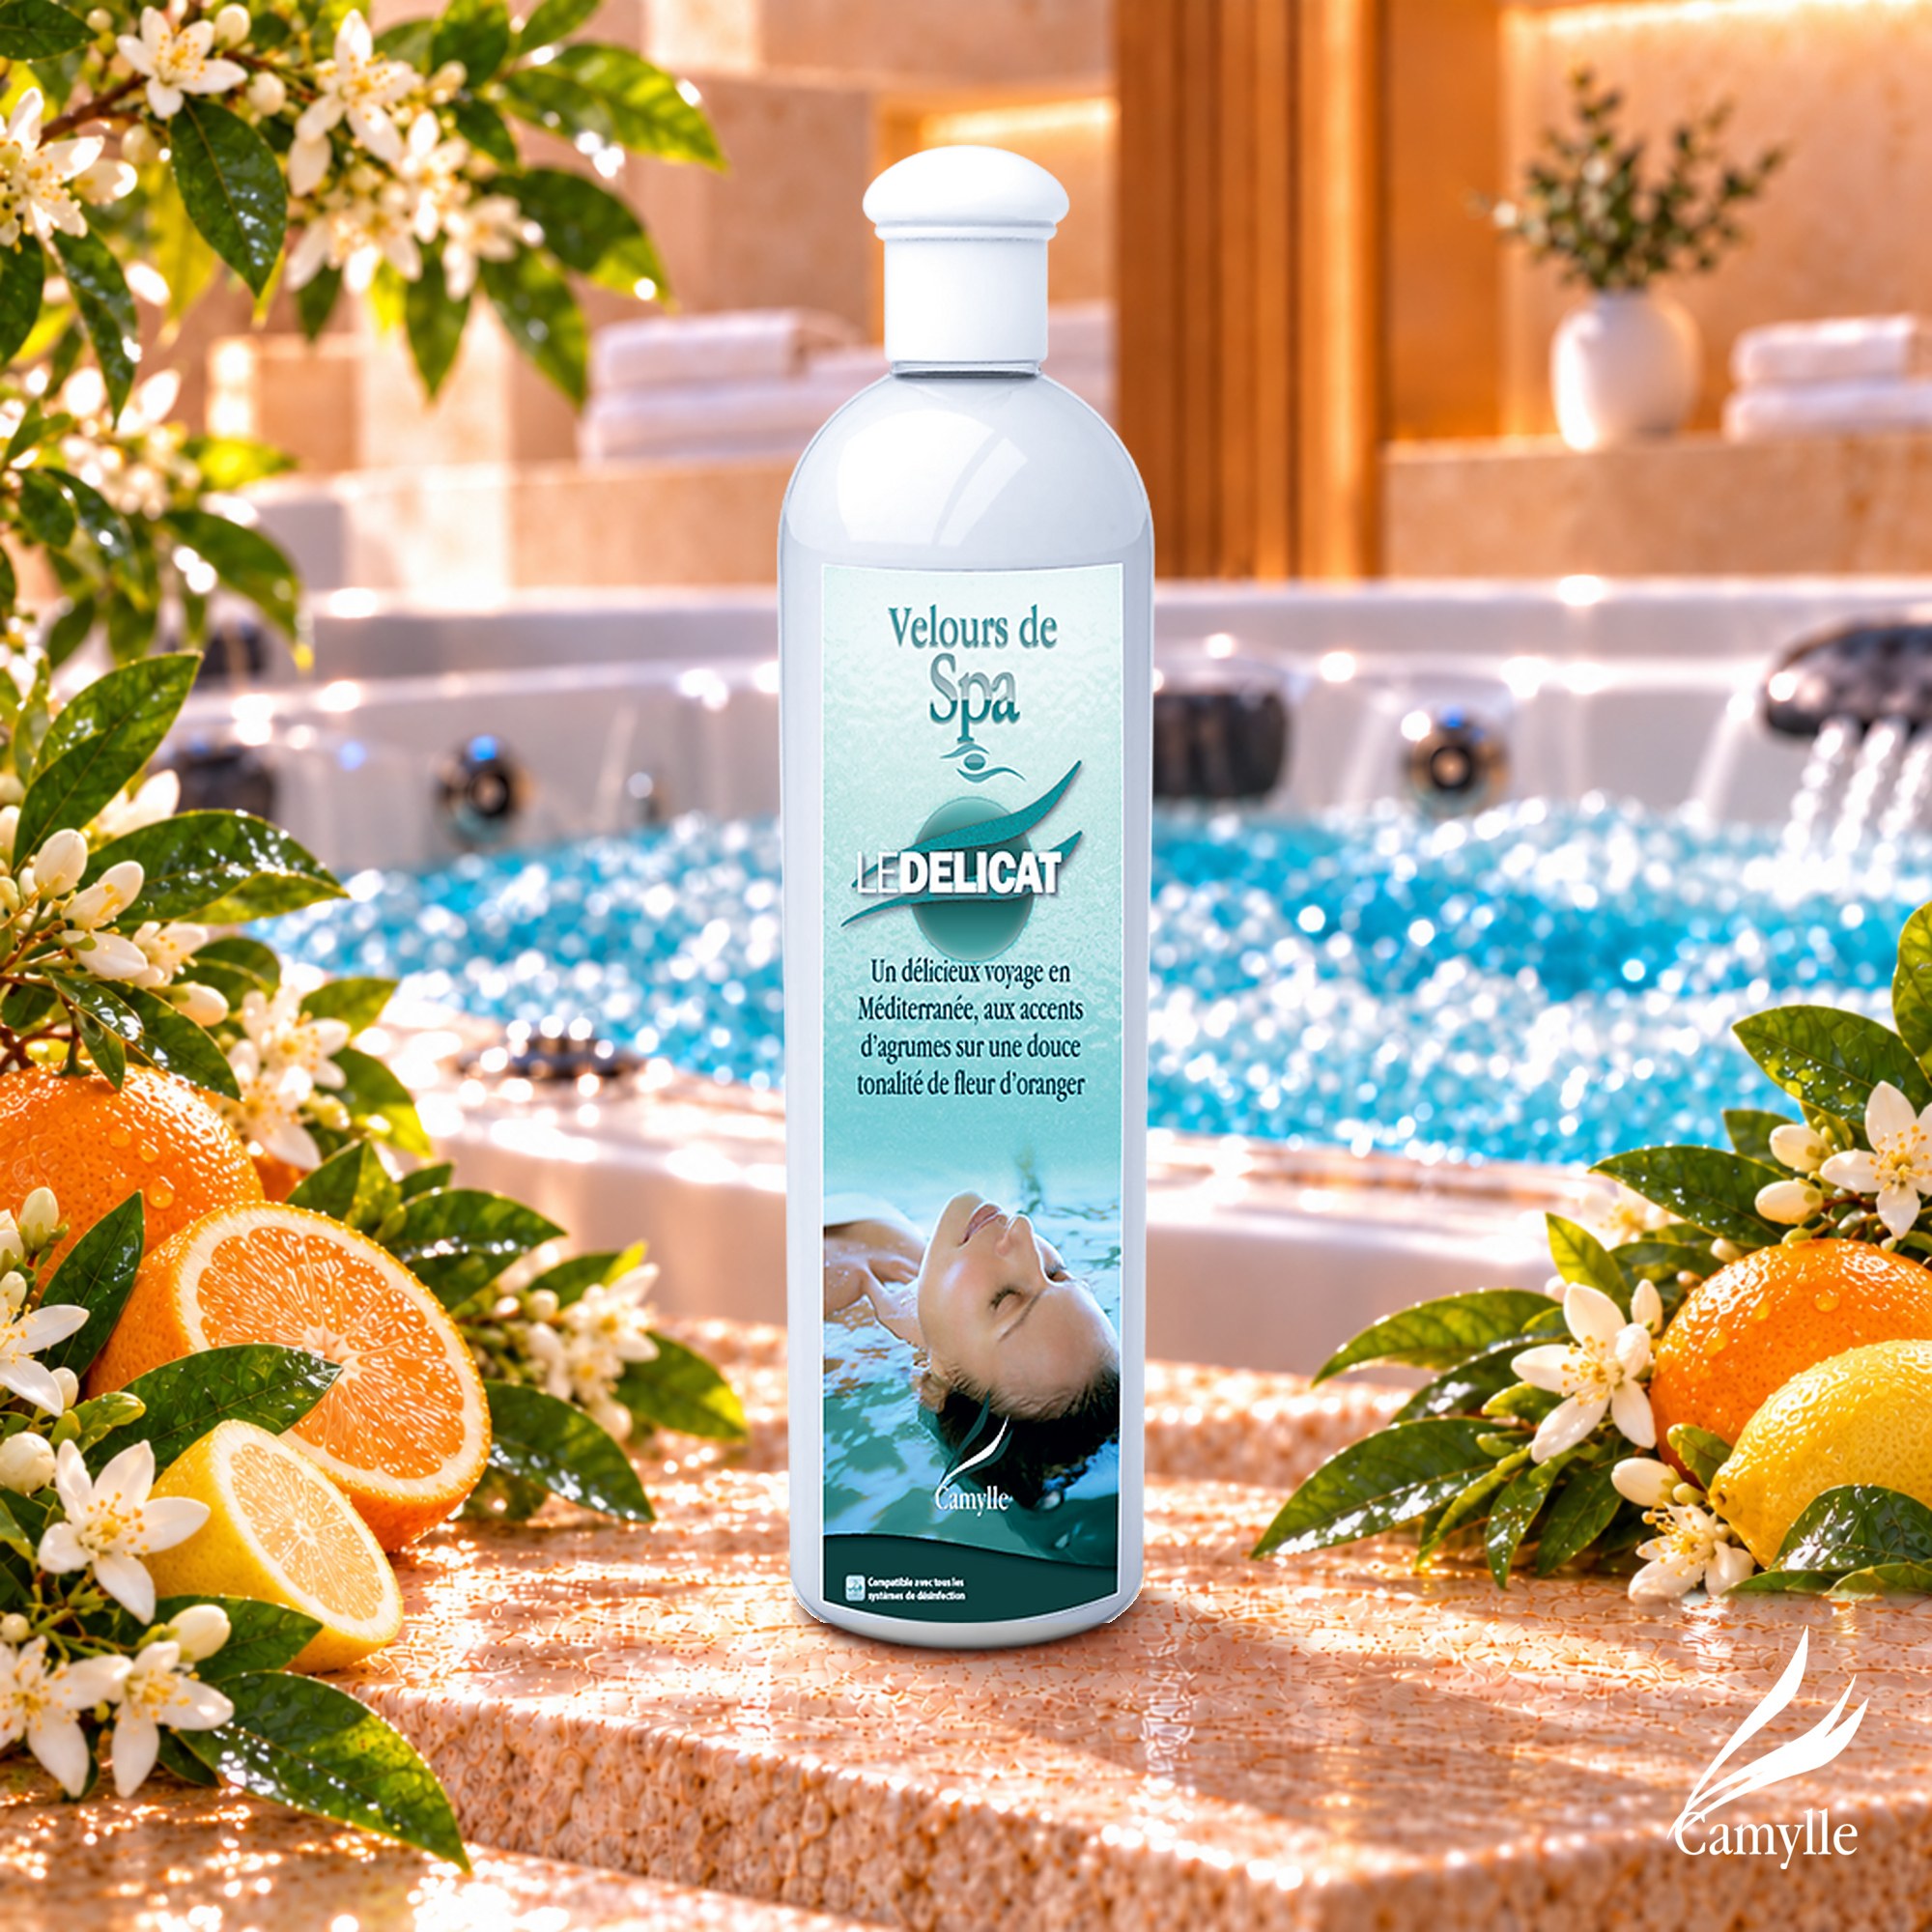 Velours de
Spa
LEDELICAT
Un délicieux voyage en
Méditerranée, aux accents
d'agrumes sur une douce
tonalité de fleur d'oranger
Camylle
Compatible avec tous les
systèmes de désinfection
Camylle